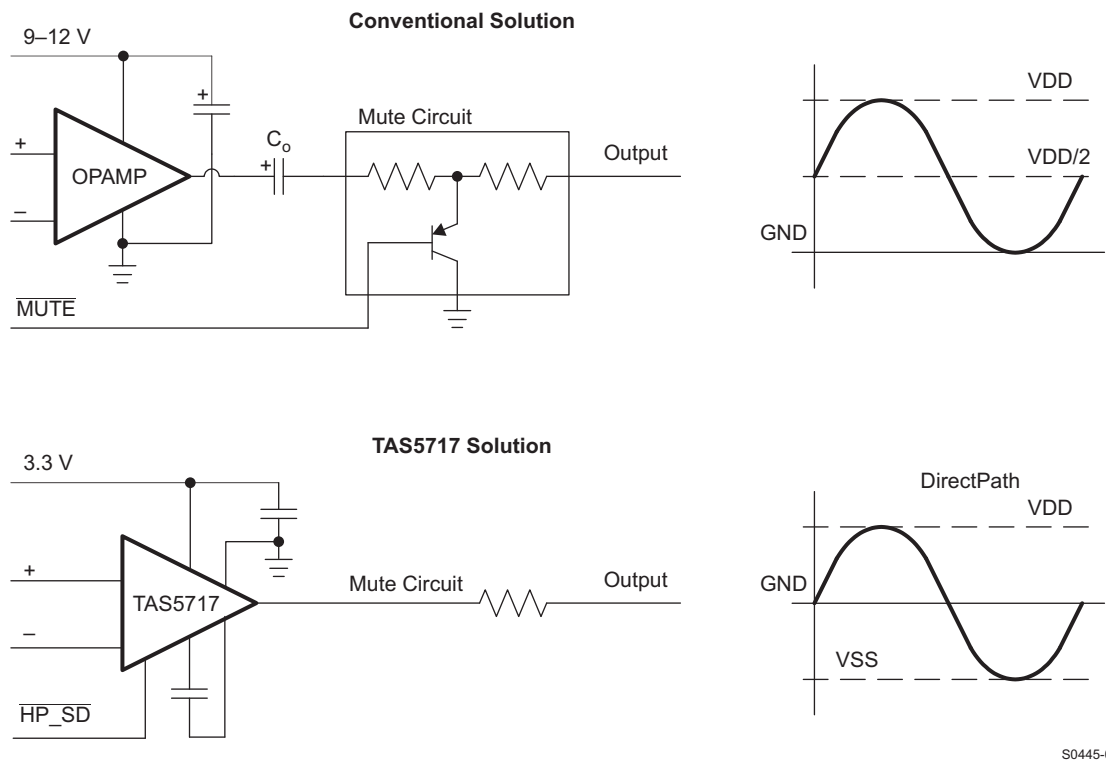 Conventional Solution
9–12 V
+
+
–
OPAMP
+
Cₒ
Mute Circuit
Output
MUTE
VDD
VDD/2
GND
TAS5717 Solution
3.3 V
+
–
TAS5717
Mute Circuit
Output
HP_SD
DirectPath
VDD
GND
VSS